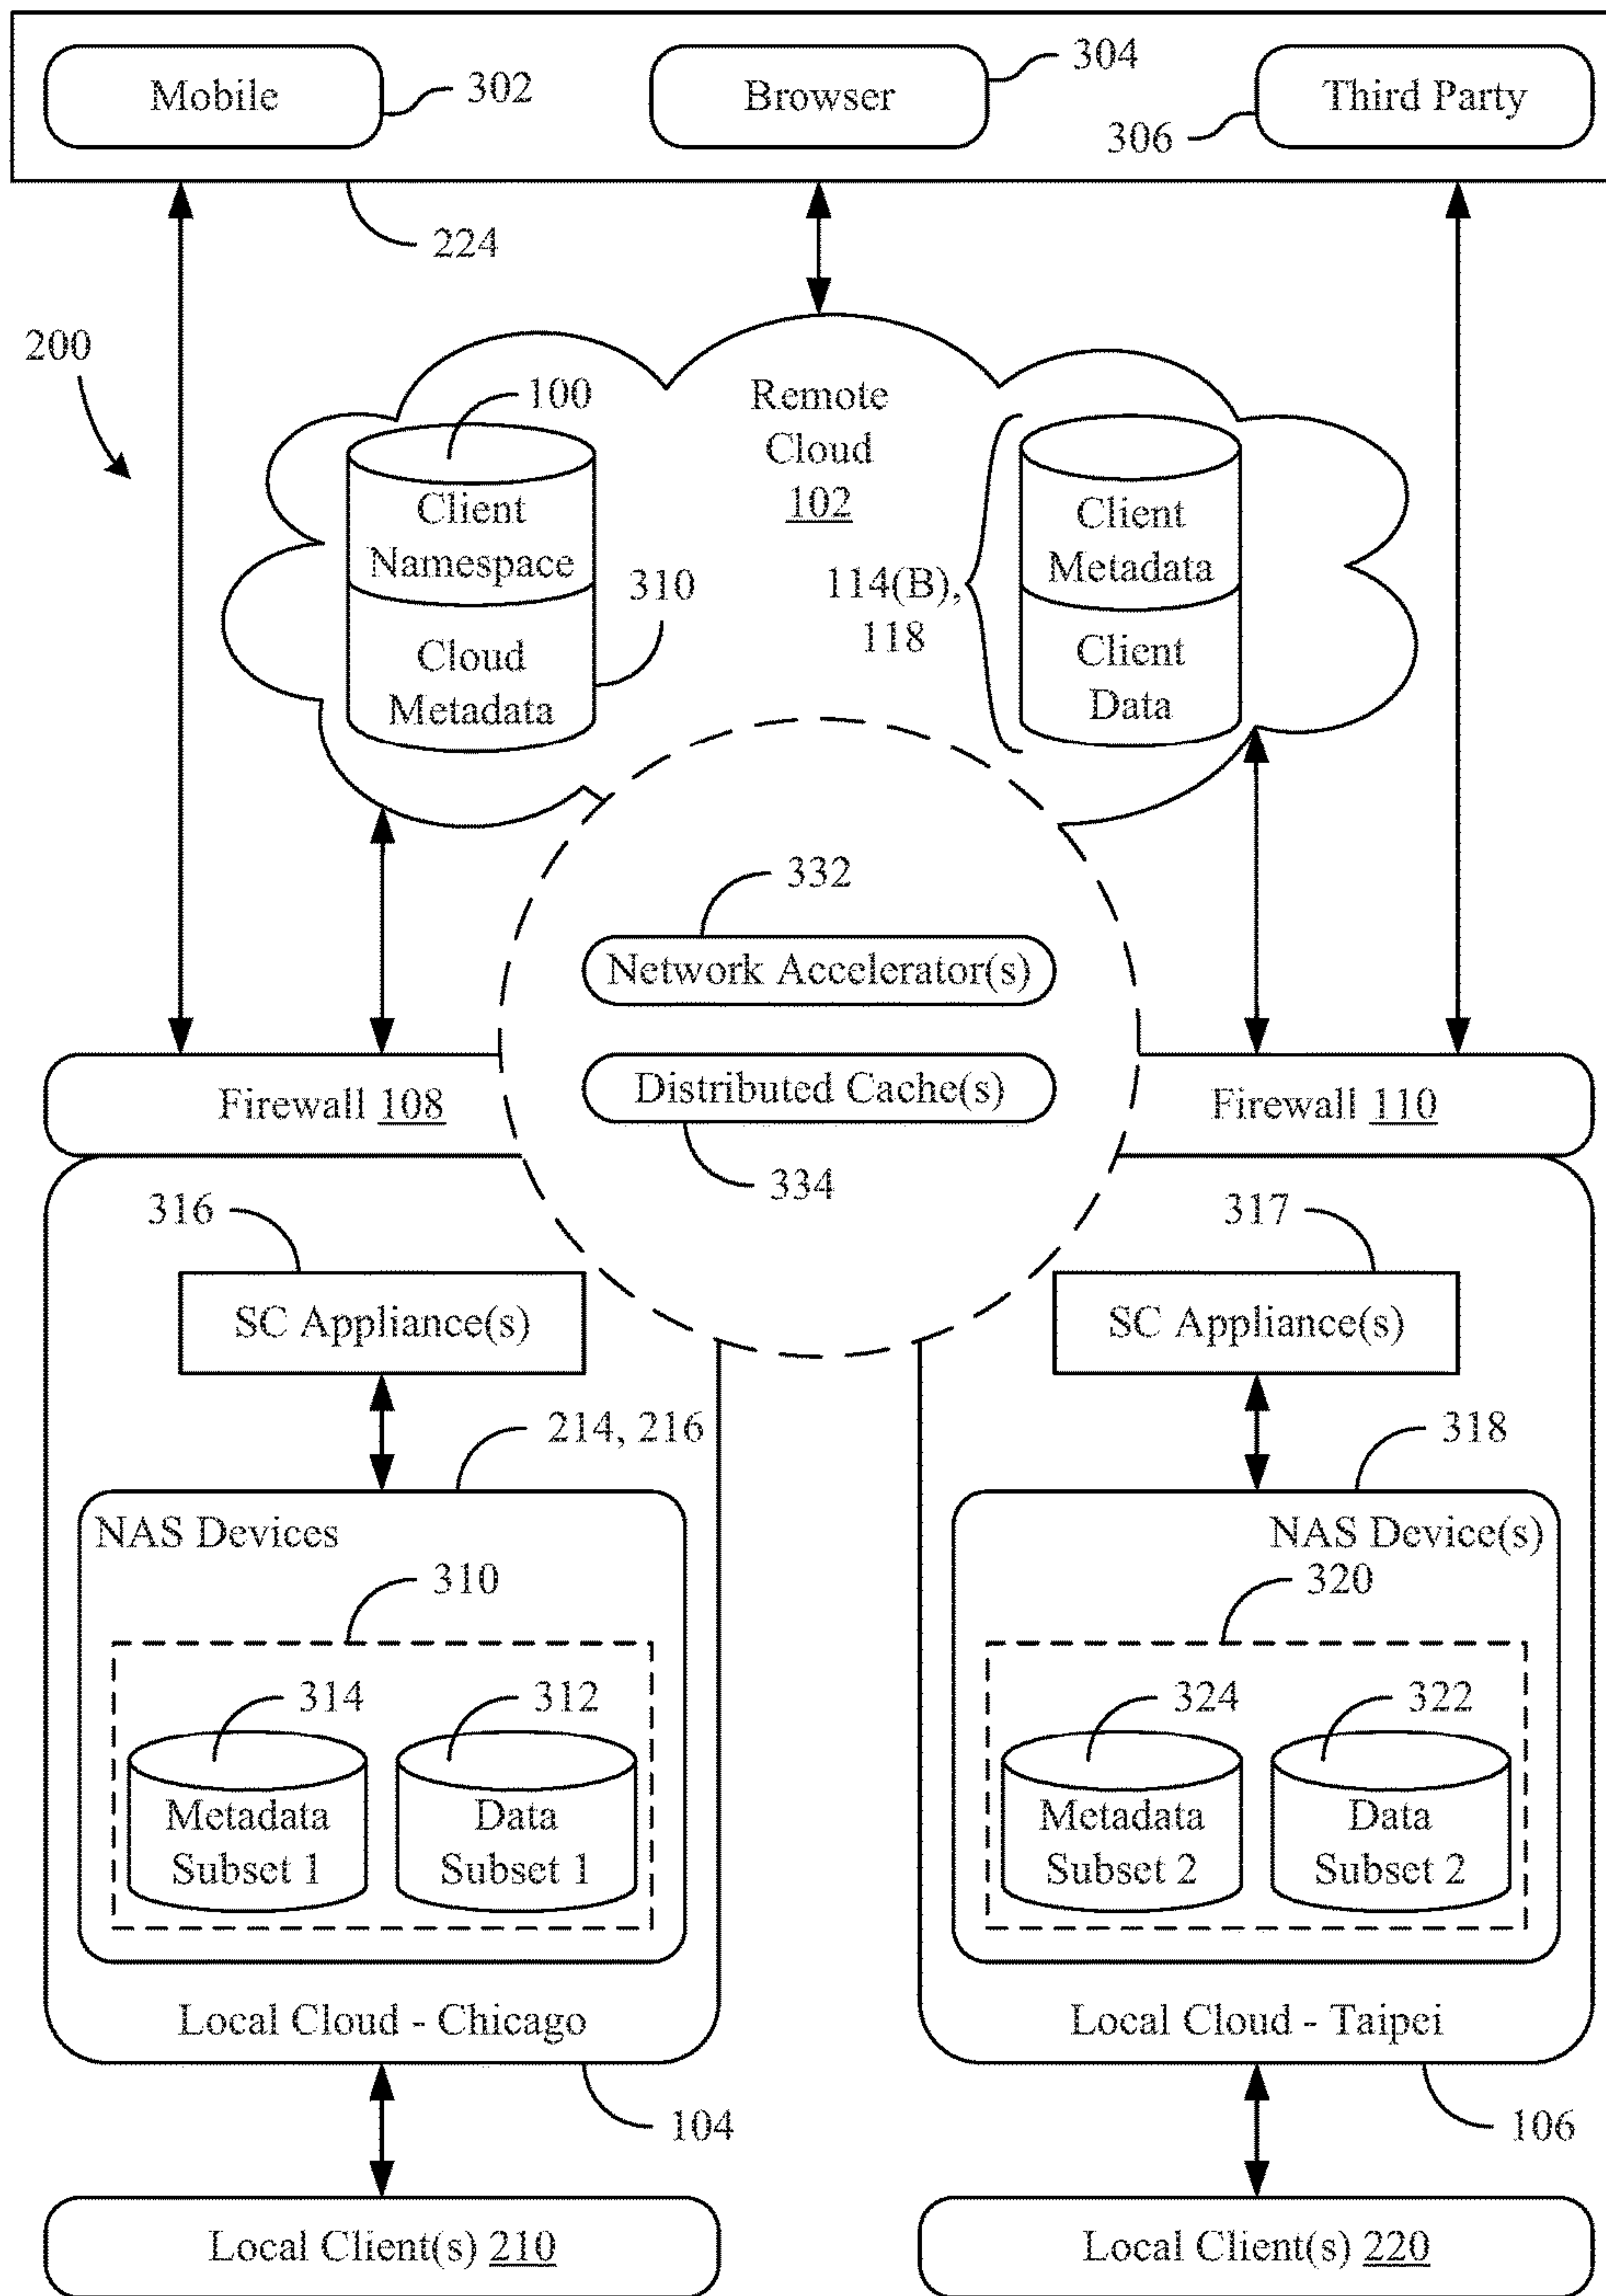 Mobile
302
Browser
304
Third Party
306
224
200
100
Remote
Cloud
102
Client
Namespace
310
Cloud
Metadata
114(B),
118
Client
Metadata
Client
Data
332
Network Accelerator(s)
Distributed Cache(s)
334
Firewall 108
Firewall 110
316
SC Appliance(s)
317
SC Appliance(s)
214, 216
318
NAS Devices
NAS Device(s)
310
320
314
312
324
322
Metadata
Subset 1
Data
Subset 1
Metadata
Subset 2
Data
Subset 2
Local Cloud - Chicago
Local Cloud - Taipei
104
106
Local Client(s) 210
Local Client(s) 220